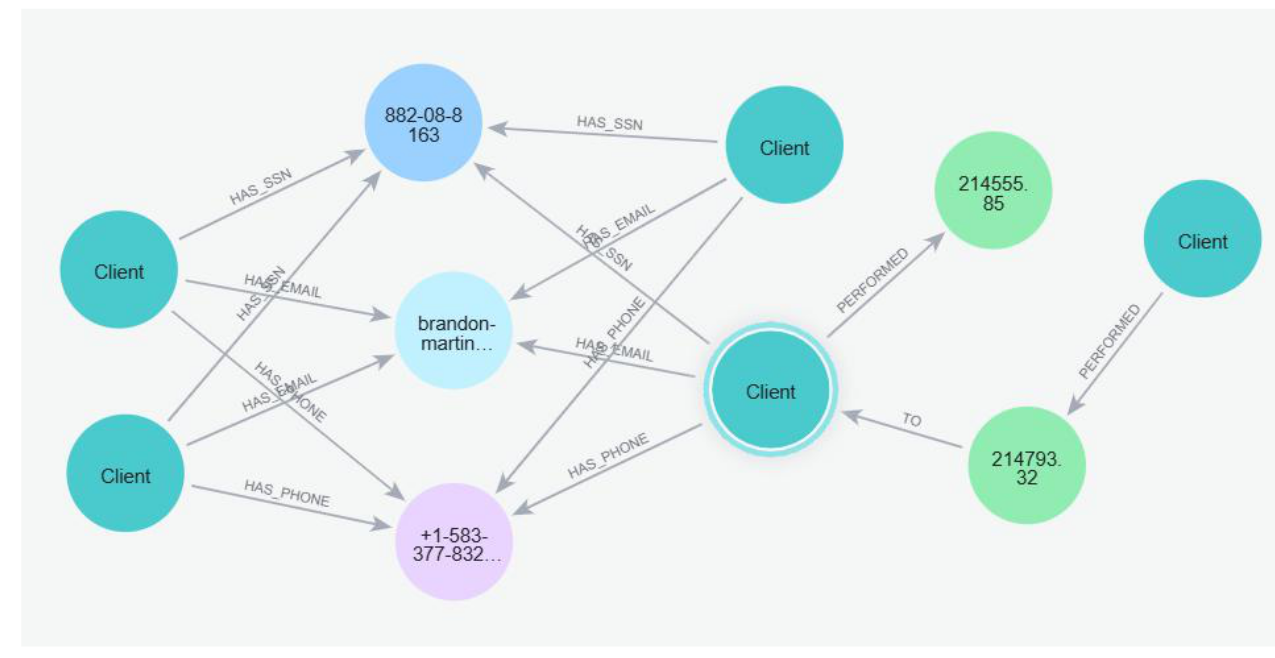 882-08-8
163
HAS_SSN
Client
214555.
85
HAS_SSN
Client
HAS_EMAIL
HAS_SSN
Client
HAS_EMAIL
HAS_SSN
PERFORMED
brandon-
martin…
HAS_PHONE
PERFORMED
HAS_EMAIL
Client
HAS_PHONE
HAS_EMAIL
TO
Client
HAS_PHONE
214793.
32
HAS_PHONE
+1-583-
377-832…